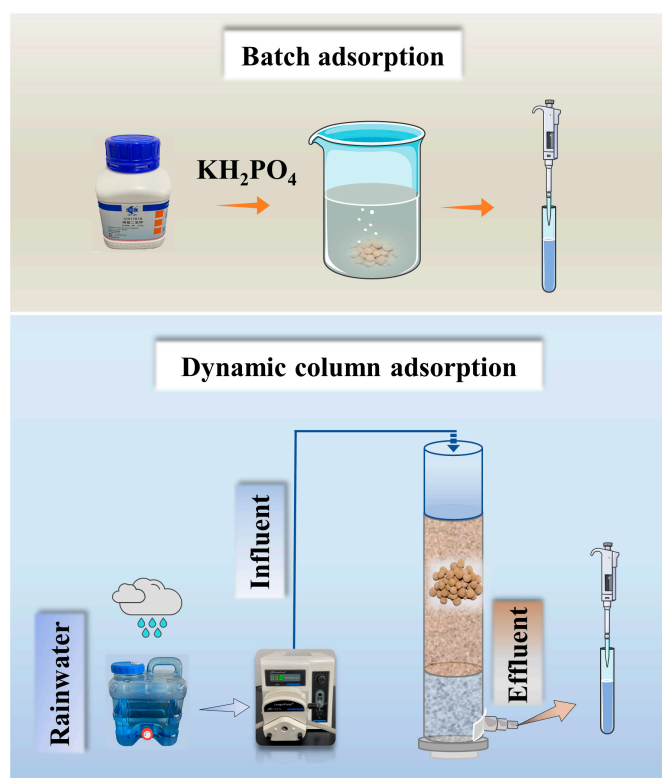 Batch adsorption
KH₂PO₄
Dynamic column adsorption
Influent
Rainwater
Effluent